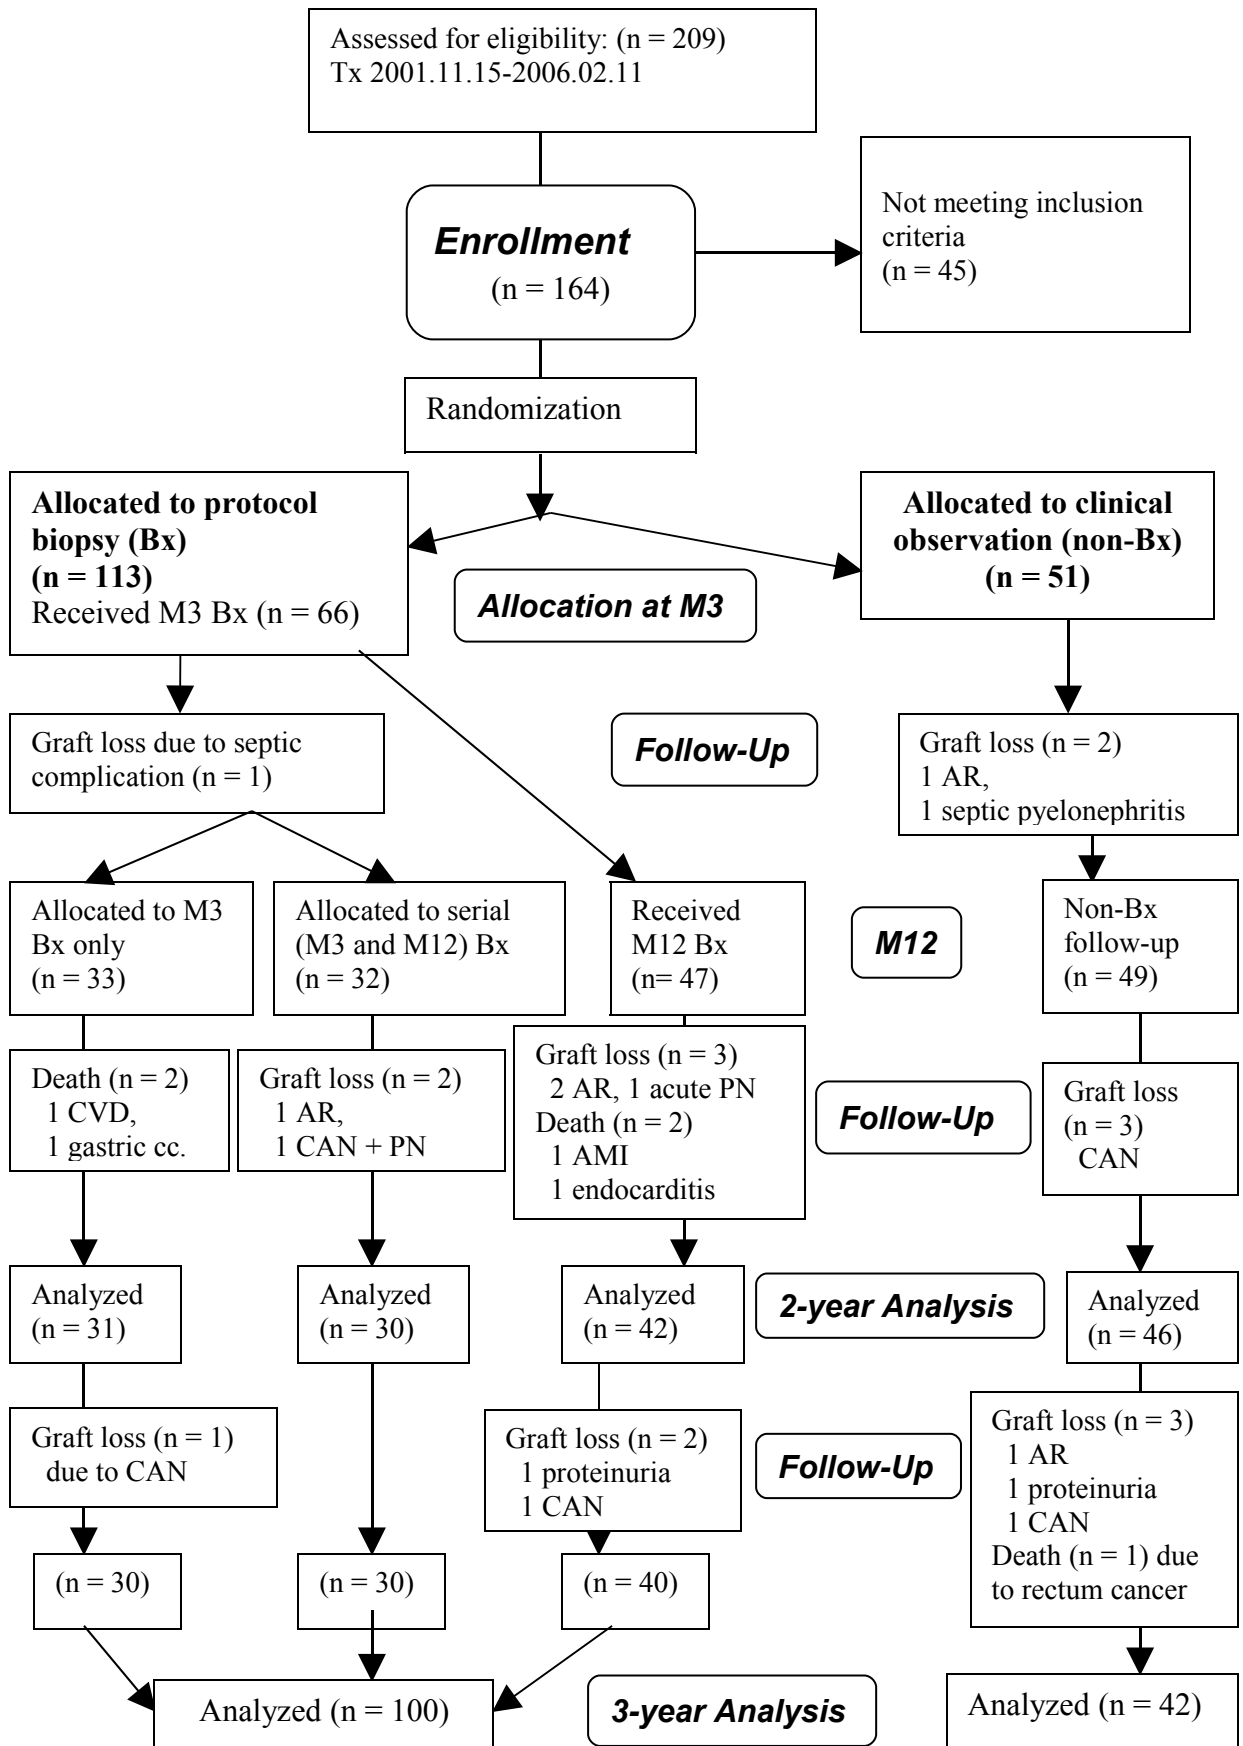 Assessed for eligibility: (n = 209)
Tx 2001.11.15-2006.02.11
Enrollment
(n = 164)
Not meeting inclusion
criteria
(n = 45)
Randomization
Allocated to protocol
biopsy (Bx)
(n = 113)
Received M3 Bx (n = 66)
Allocation at M3
Allocated to clinical
observation (non-Bx)
(n = 51)
Graft loss due to septic
complication (n = 1)
Follow-Up
Graft loss (n = 2)
1 AR,
1 septic pyelonephritis
Allocated to M3
Bx only
(n = 33)
Allocated to serial
(M3 and M12) Bx
(n = 32)
Received
M12 Bx
(n= 47)
M12
Non-Bx
follow-up
(n = 49)
Death (n = 2)
1 CVD,
1 gastric cc.
Graft loss (n = 2)
1 AR,
1 CAN + PN
Graft loss (n = 3)
2 AR, 1 acute PN
Death (n = 2)
1 AMI
1 endocarditis
Follow-Up
Graft loss
(n = 3)
CAN
Analyzed
(n = 31)
Analyzed
(n = 30)
Analyzed
(n = 42)
2-year Analysis
Analyzed
(n = 46)
Graft loss (n = 1)
due to CAN
Graft loss (n = 2)
1 proteinuria
1 CAN
Follow-Up
Graft loss (n = 3)
1 AR
1 proteinuria
1 CAN
Death (n = 1) due
to rectum cancer
(n = 30)
(n = 30)
(n = 40)
Analyzed (n = 100)
3-year Analysis
Analyzed (n = 42)